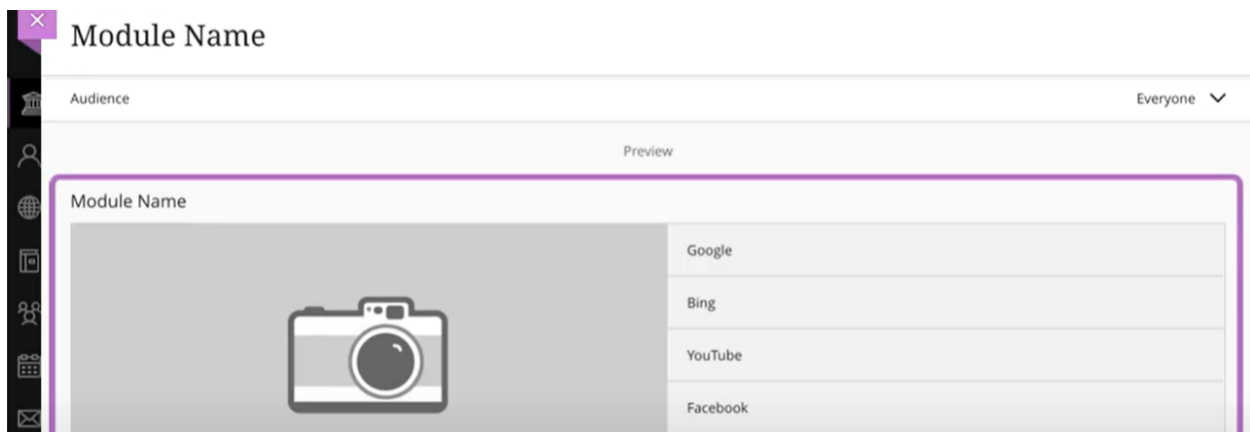 Module Name
Audience
Everyone
Preview
Module Name
Google
Bing
YouTube
Facebook